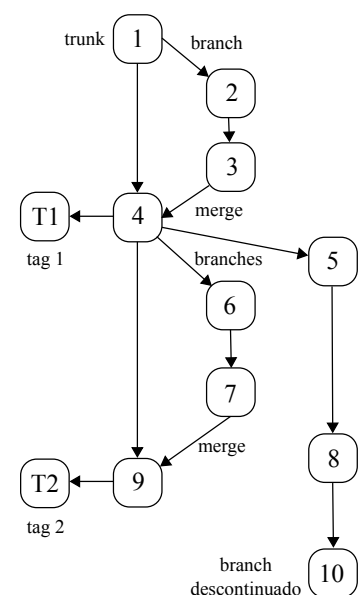 trunk
1
branch
2
3
merge
T1
4
tag 1
branches
5
6
7
merge
8
T2
9
tag 2
branch
descontinuado
10